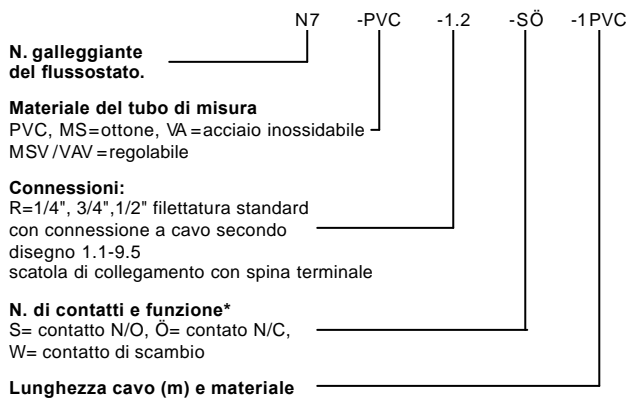 N7 -PVC -1.2 -SÖ -1PVC
N. galleggiante
del flussostato.
Materiale del tubo di misura
PVC, MS=ottone, VA=acciaio inossidabile
MSV/VAV=regolabile
Connessioni:
R=1/4", 3/4",1/2" filettatura standard
con connessione a cavo secondo
disegno 1.1-9.5
scatola di collegamento con spina terminale
N. di contatti e funzione*
S= contatto N/O, Ö= contato N/C,
W= contatto di scambio
Lunghezza cavo (m) e materiale